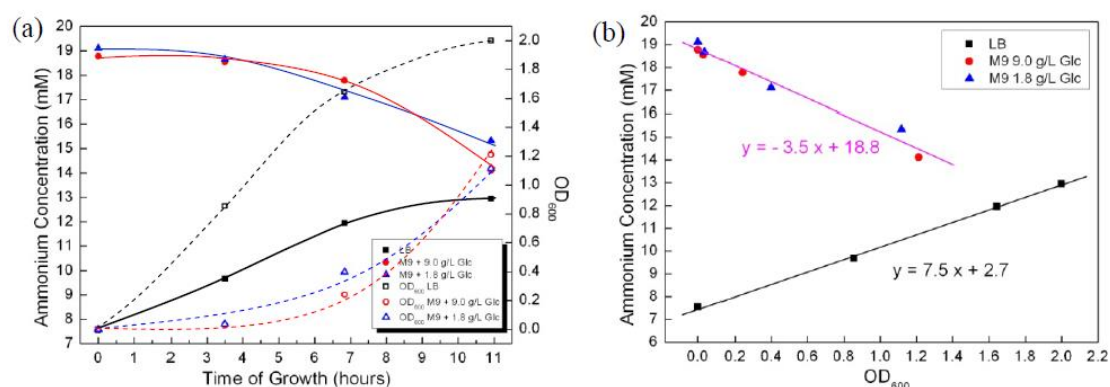 (a)
20
19
18
17
16
15
14
13
12
11
10
9
8
7
Ammonium Concentration (mM)
0 1 2 3 4 5 6 7 8 9 10 11
Time of Growth (hours)
2.0
1.8
1.6
1.4
1.2
1.0
0.8
0.6
0.4
0.2
0.0
OD600
LB
M9 + 9.0 g/L Glc
M9 + 1.8 g/L Glc
OD600 LB
OD600 M9 + 9.0 g/L Glc
OD600 M9 + 1.8 g/L Glc
(b)
20
19
18
17
16
15
14
13
12
11
10
9
8
7
6
Ammonium Concentration (mM)
LB
M9 9.0 g/L Glc
M9 1.8 g/L Glc
y = - 3.5 x + 18.8
y = 7.5 x + 2.7
0.0 0.2 0.4 0.6 0.8 1.0 1.2 1.4 1.6 1.8 2.0 2.2
OD600